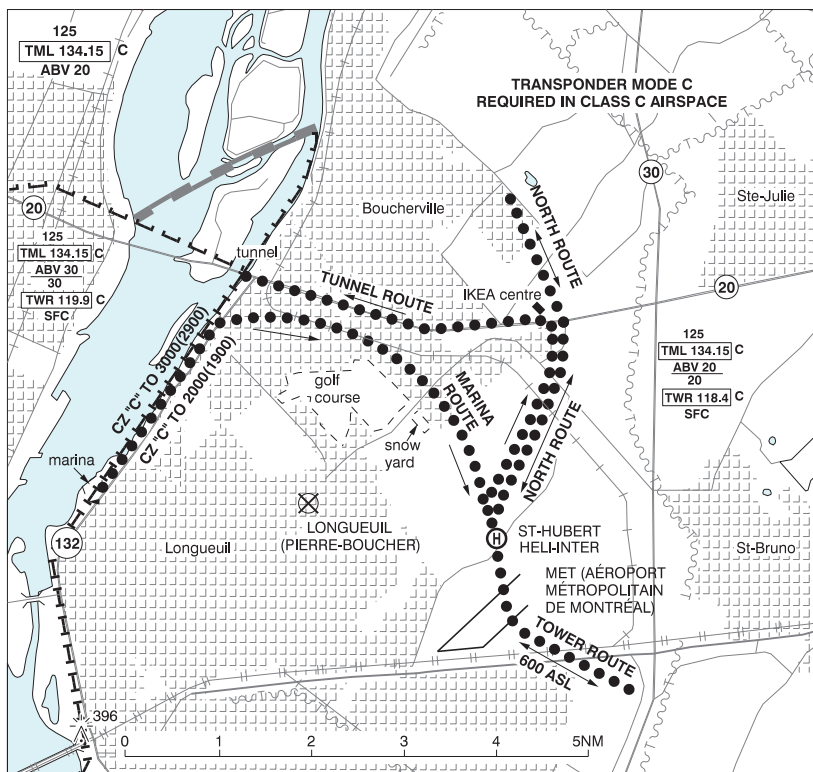 125
TML 134.15 C
ABV 20
TRANSPONDER MODE C
REQUIRED IN CLASS C AIRSPACE
30
Ste-Julie
NORTH ROUTE
Boucherville
20
125
TML 134.15 C
ABV 30
30
TWR 119.9 C
SFC
tunnel
TUNNEL ROUTE
IKEA centre
20
CZ "C" TO 3000(2900)
CZ "C" TO 2000(1900)
125
TML 134.15 C
ABV 20
20
TWR 118.4 C
SFC
golf
course
MARINA
ROUTE
snow
yard
NORTH ROUTE
marina
132
Longueuil
LONGUEUIL
(PIERRE-BOUCHER)
H
ST-HUBERT
HELI-INTER
St-Bruno
MET (AÉROPORT
MÉTROPOLITAIN
DE MONTRÉAL)
TOWER ROUTE
600 ASL
396
0 1 2 3 4 5NM